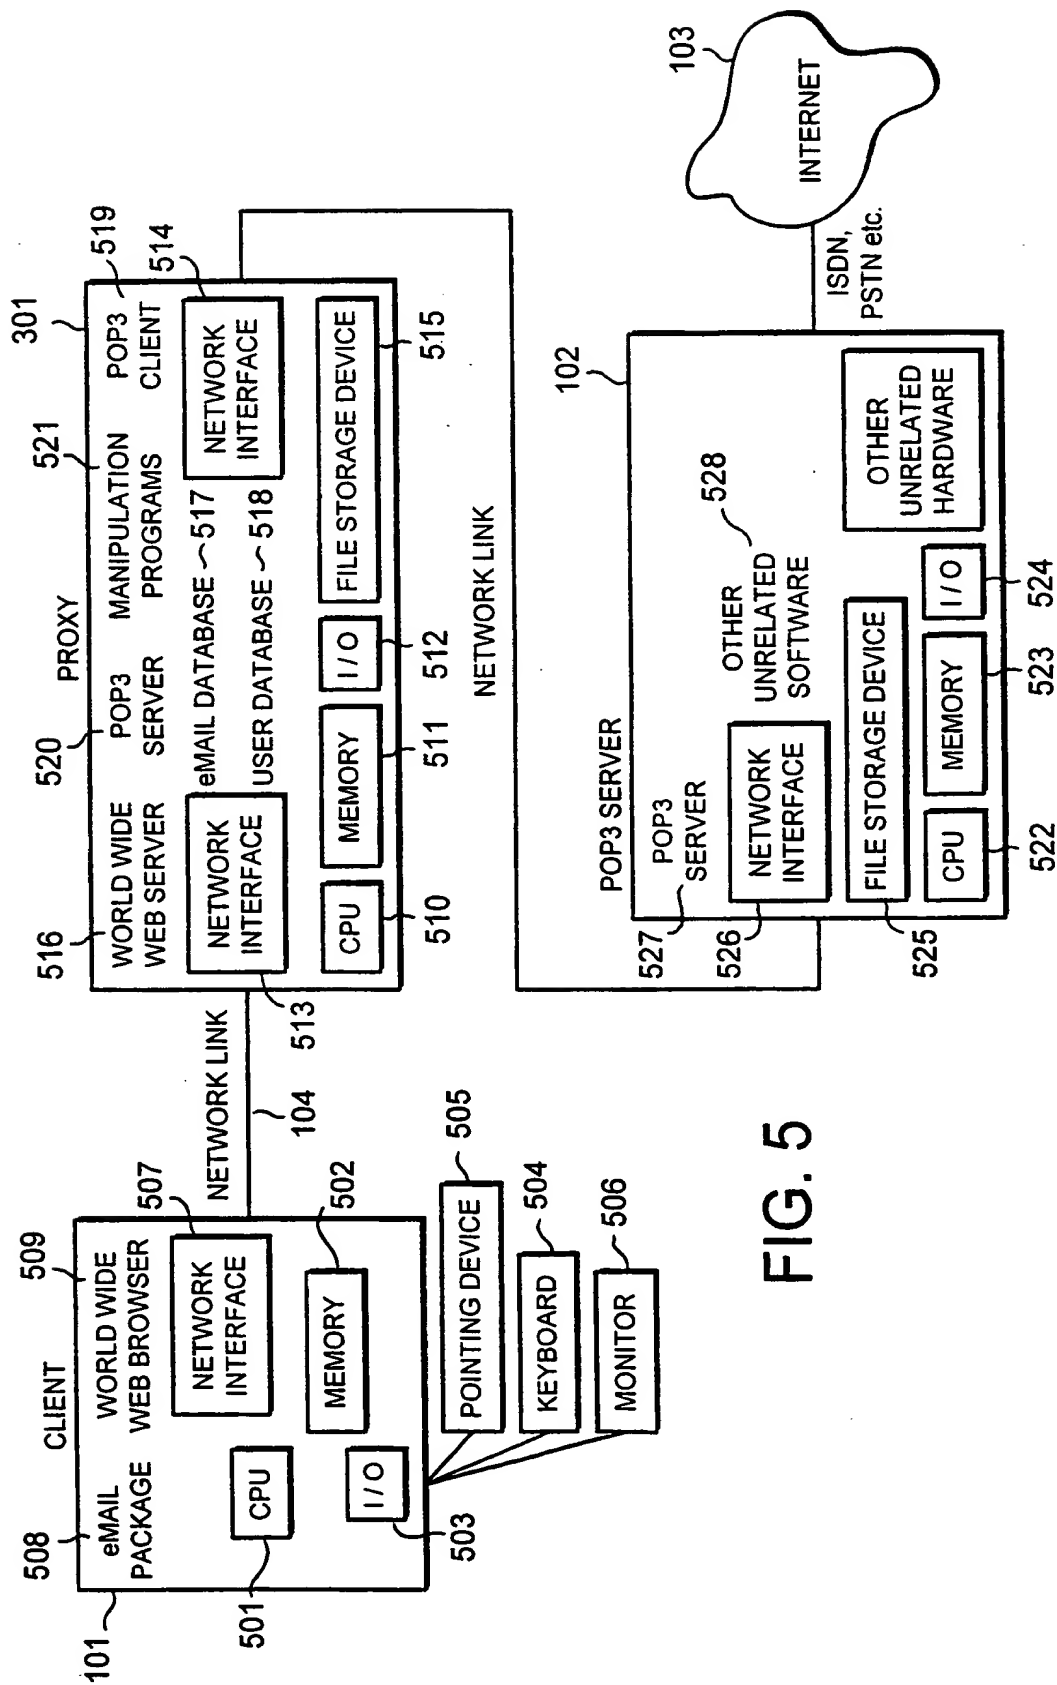 CLIENT
101
508
eMAIL
PACKAGE
509
WORLD WIDE
WEB BROWSER
507
NETWORK
INTERFACE
CPU
501
MEMORY
502
I / O
503
POINTING DEVICE
505
KEYBOARD
504
MONITOR
506
NETWORK LINK
104
PROXY
301
516
WORLD WIDE
WEB SERVER
520
POP3
SERVER
521
MANIPULATION
PROGRAMS
POP3
CLIENT
519
NETWORK
INTERFACE
513
eMAIL DATABASE
517
USER DATABASE
518
NETWORK
INTERFACE
514
CPU
510
MEMORY
511
I / O
512
FILE STORAGE DEVICE
515
NETWORK LINK
POP3 SERVER
102
POP3
SERVER
527
NETWORK
INTERFACE
526
OTHER
UNRELATED
SOFTWARE
528
FILE STORAGE DEVICE
525
CPU
522
MEMORY
523
I / O
524
OTHER
UNRELATED
HARDWARE
ISDN,
PSTN etc.
INTERNET
103
FIG. 5